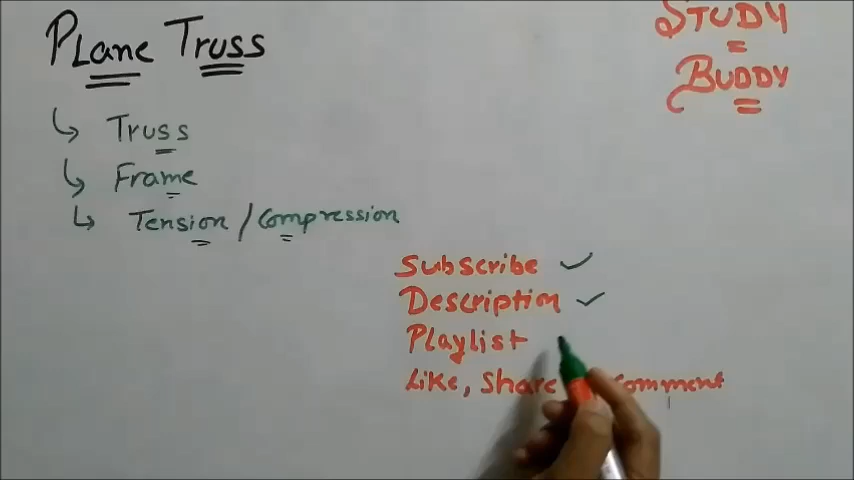 Plane Truss
STUDY
BUDDY
Truss
Frame
Tension / Compression
Subscribe
Description
Playlist
Like, Share Comment